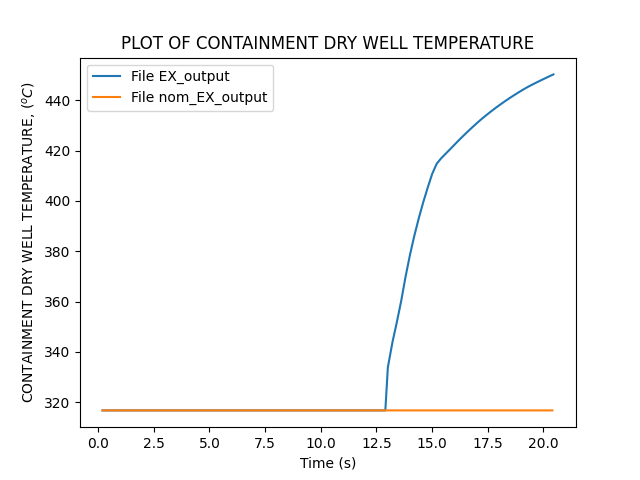 PLOT OF CONTAINMENT DRY WELL TEMPERATURE
File EX_output
File nom_EX_output
CONTAINMENT DRY WELL TEMPERATURE, (°C)
440
420
400
380
360
340
320
0.0 2.5 5.0 7.5 10.0 12.5 15.0 17.5 20.0
Time (s)